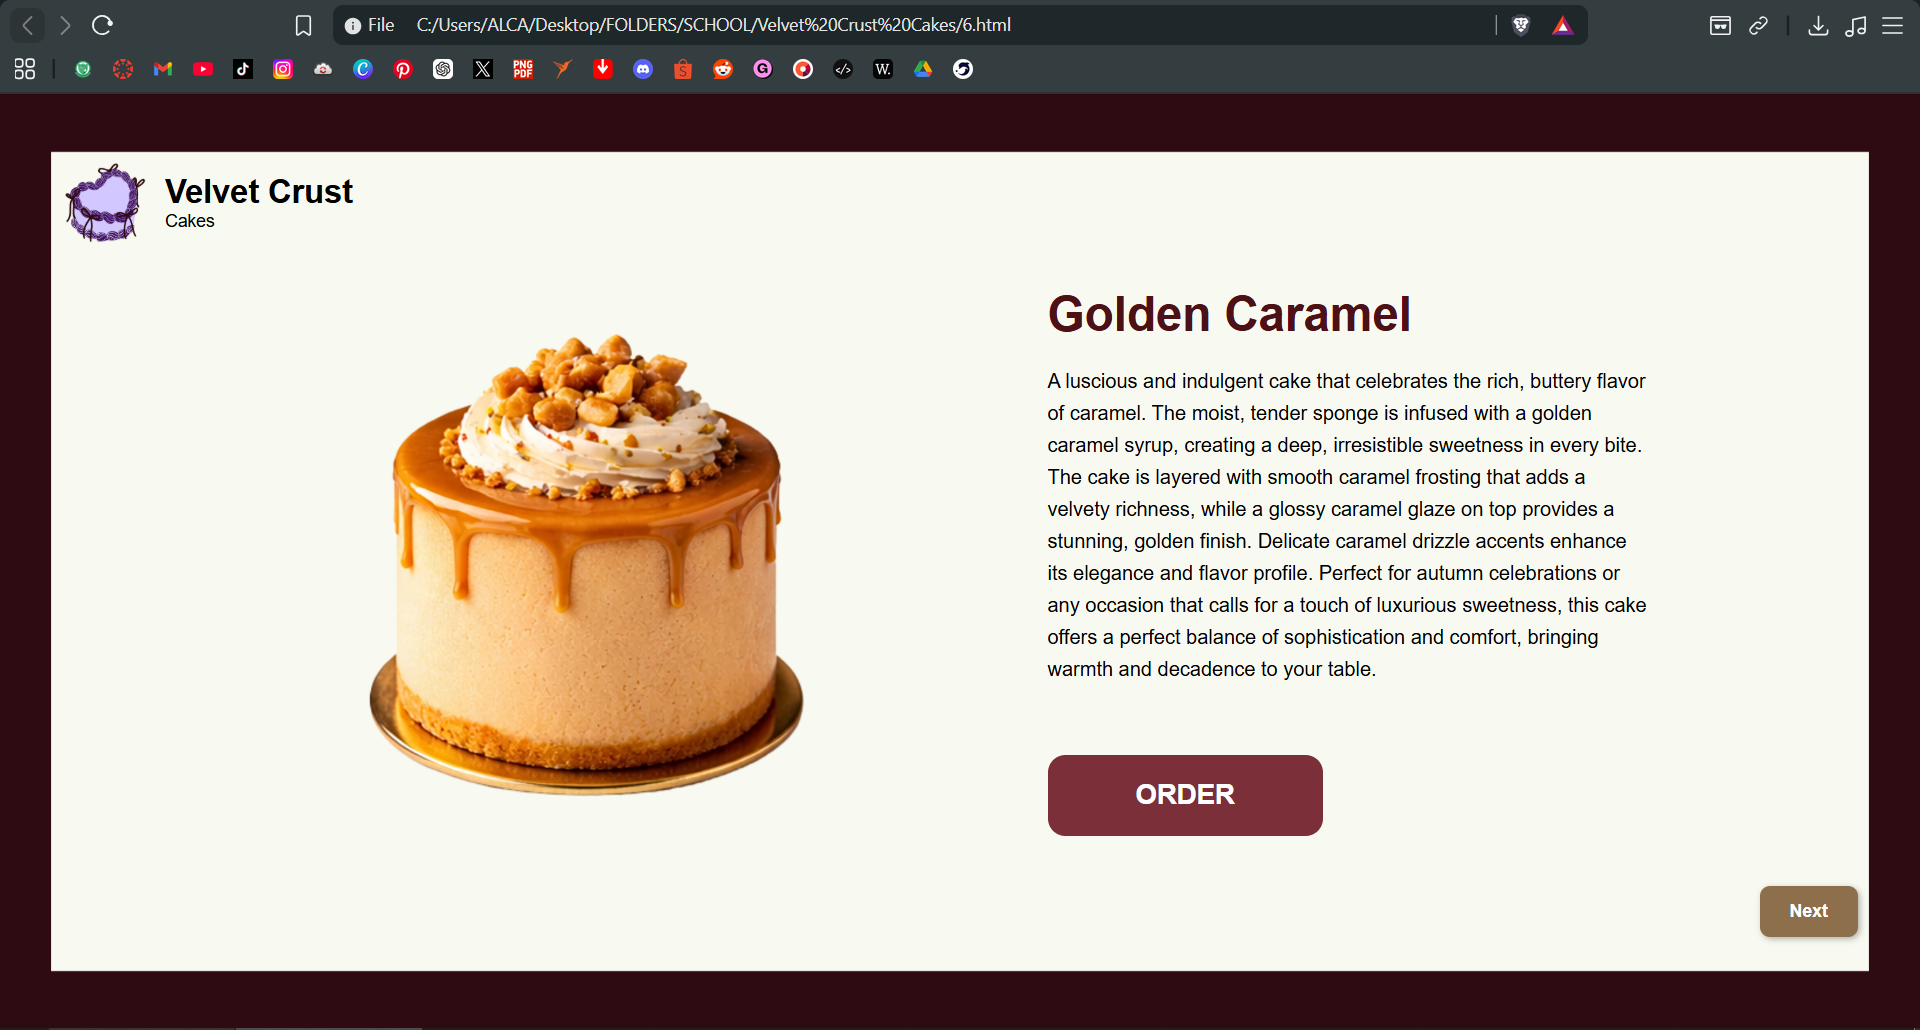 File C:/Users/ALCA/Desktop/FOLDERS/SCHOOL/Velvet%20Crust%20Cakes/6.html
PNG
PDF
W.
Velvet Crust
Cakes
Golden Caramel
A luscious and indulgent cake that celebrates the rich, buttery flavor
of caramel. The moist, tender sponge is infused with a golden
caramel syrup, creating a deep, irresistible sweetness in every bite.
The cake is layered with smooth caramel frosting that adds a
velvety richness, while a glossy caramel glaze on top provides a
stunning, golden finish. Delicate caramel drizzle accents enhance
its elegance and flavor profile. Perfect for autumn celebrations or
any occasion that calls for a touch of luxurious sweetness, this cake
offers a perfect balance of sophistication and comfort, bringing
warmth and decadence to your table.
ORDER
Next